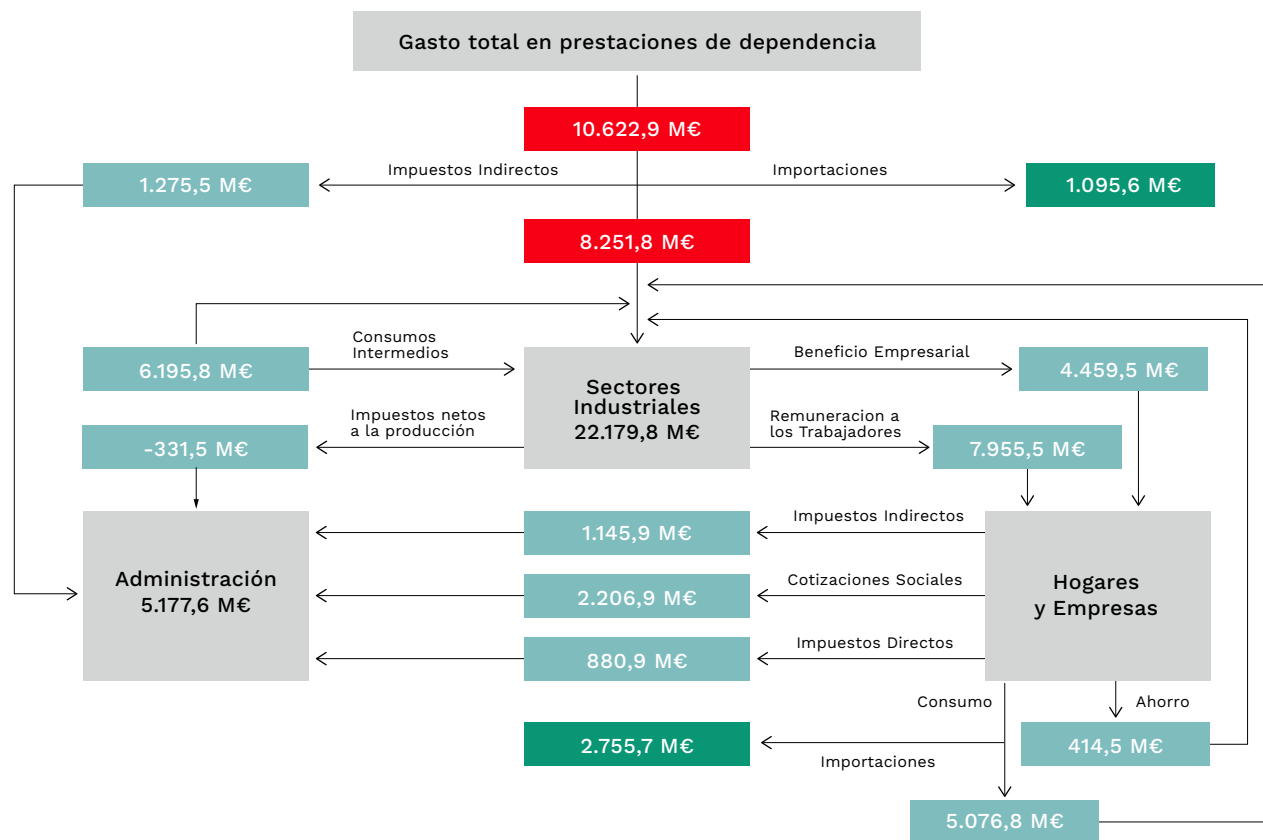 Gasto total en prestaciones de dependencia
10.622,9 M€
Impuestos Indirectos
Importaciones
1.275,5 M€
1.095,6 M€
8.251,8 M€
Consumos
Intermedios
Beneficio Empresarial
6.195,8 M€
4.459,5 M€
Sectores
Industriales
22.179,8 M€
Impuestos netos
a la producción
Remuneracion a
los Trabajadores
-331,5 M€
7.955,5 M€
Impuestos Indirectos
1.145,9 M€
Administración
5.177,6 M€
Cotizaciones Sociales
2.206,9 M€
Hogares
y Empresas
Impuestos Directos
880,9 M€
Consumo
Ahorro
2.755,7 M€
414,5 M€
Importaciones
5.076,8 M€